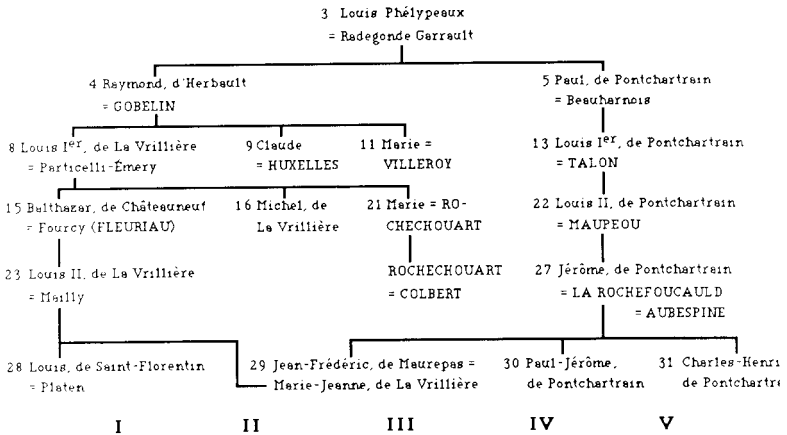 3 Louis Phélypeaux
= Radegonde Garrault
4 Raymond, d'Herbault
= GOBELIN
5 Paul, de Pontchartrain
= Beauharnois
8 Louis Ier, de La Vrillière
= Particelli-Émery
9 Claude
= HUXELLES
11 Marie =
VILLEROY
13 Louis Ier, de Pontchartrain
= TALON
15 Balthazar, de Châteauneuf
= Fourcy (FLEURIAU)
16 Michel, de
La Vrillière
21 Marie = RO-
CHECHOUART
22 Louis II, de Pontchartrain
= MAUPEOU
23 Louis II, de La Vrillière
= Mailly
ROCHECHOUART
= COLBERT
27 Jérôme, de Pontchartrain
= LA ROCHEFOUCAULD
= AUBESPINE
28 Louis, de Saint-Florentin
= Platen
29 Jean-Frédéric, de Maurepas =
Marie-Jeanne, de La Vrillière
30 Paul-Jérôme,
de Pontchartrain
31 Charles-Henri
de Pontchartr
I II III IV V